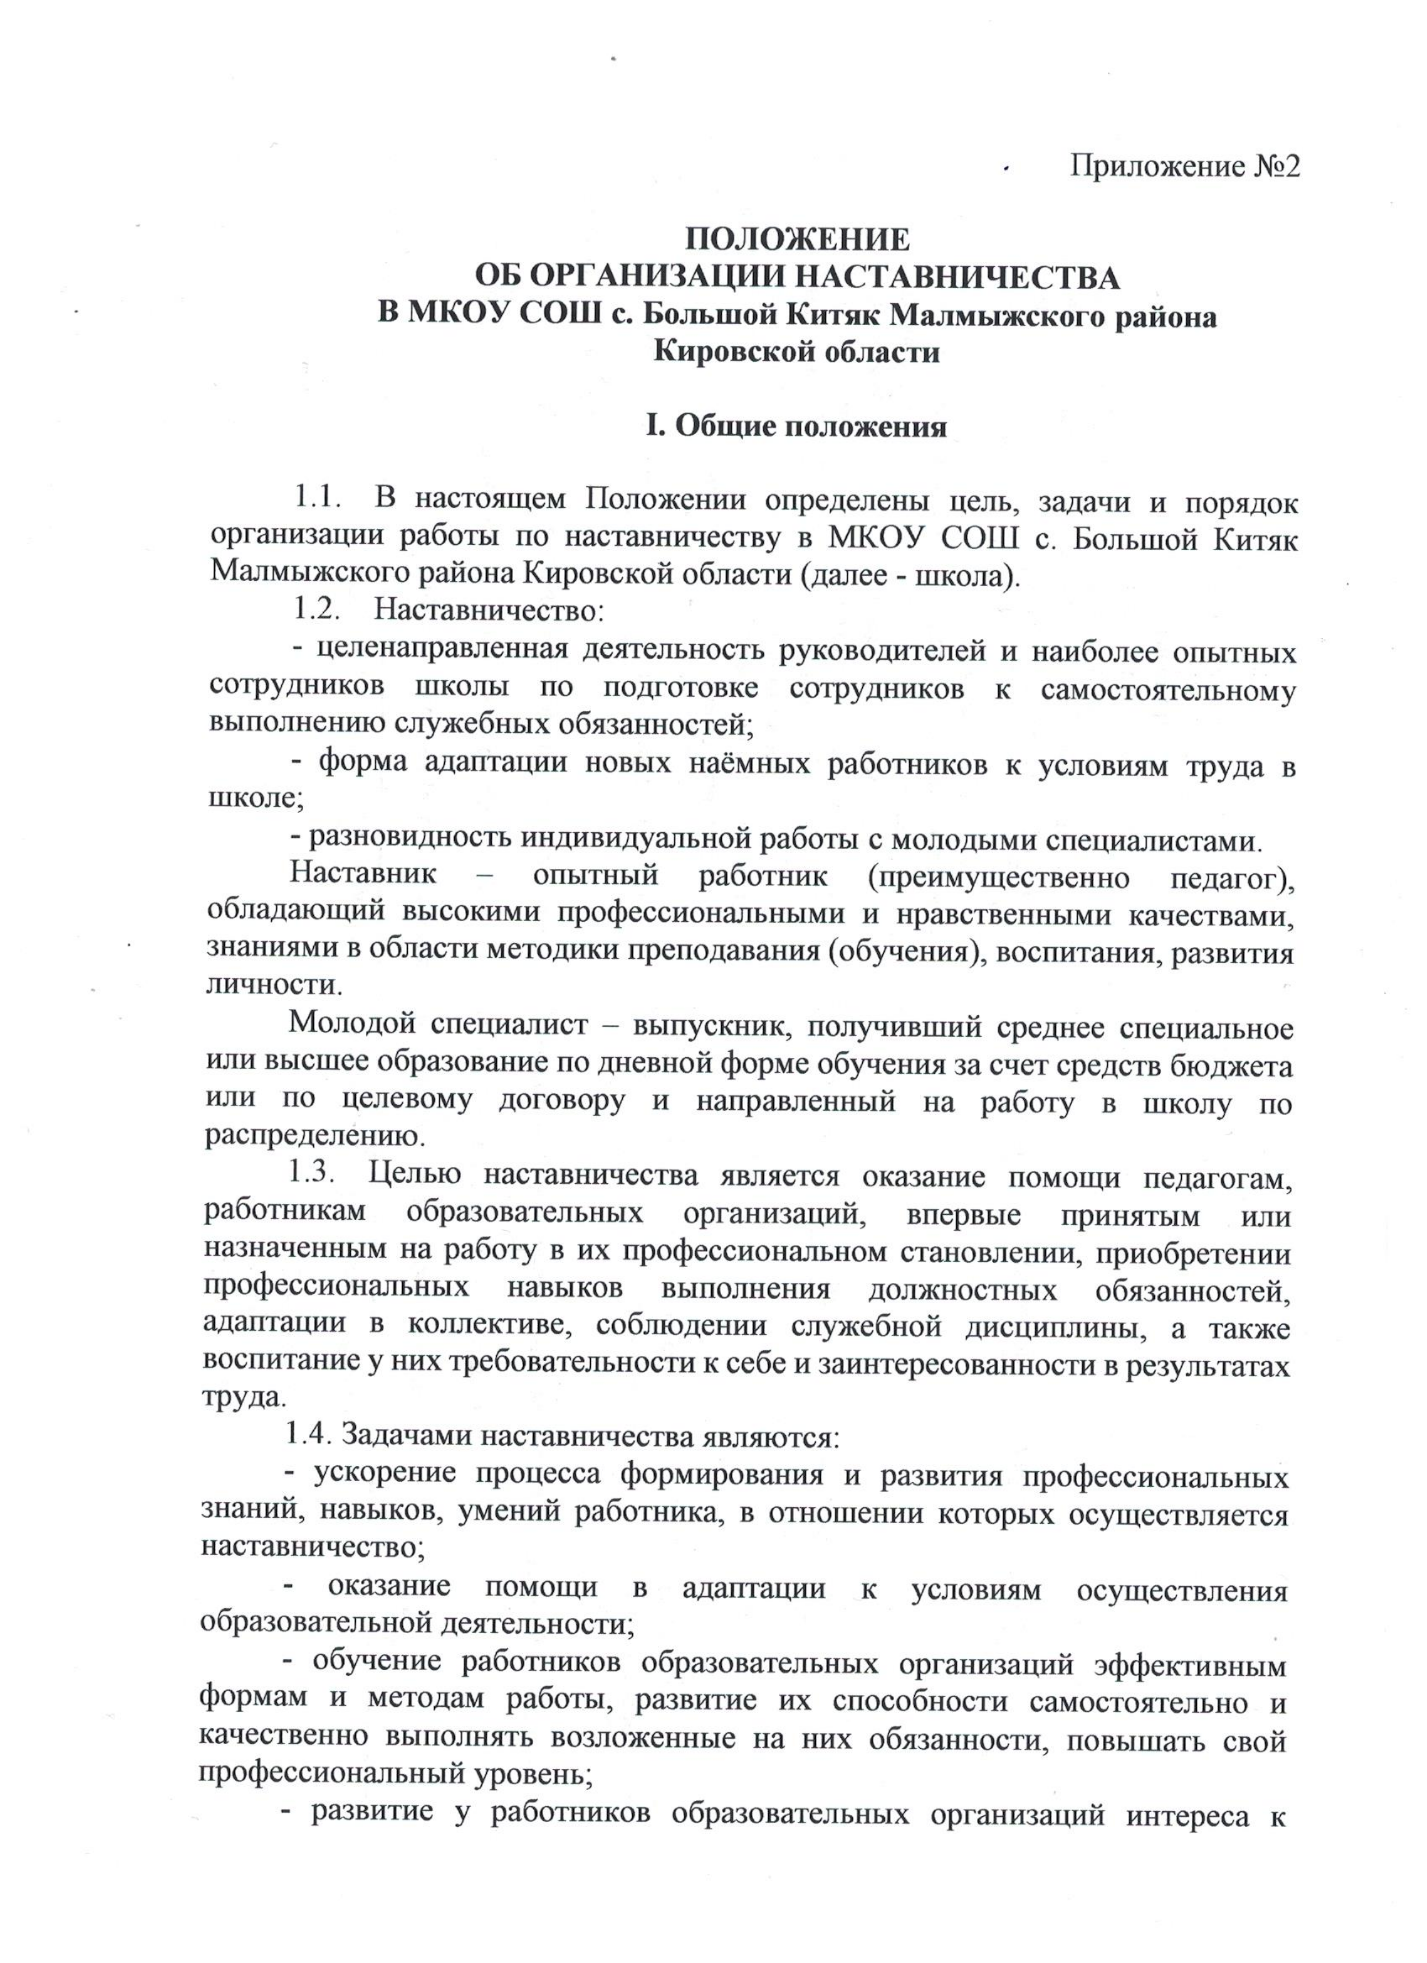 Приложение №2
ПОЛОЖЕНИЕ
ОБ ОРГАНИЗАЦИИ НАСТАВНИЧЕСТВА
В МКОУ СОШ с. Большой Китяк Малмыжского района
Кировской области
I. Общие положения
1.1. В настоящем Положении определены цель, задачи и порядок
организации работы по наставничеству в МКОУ СОШ с. Большой Китяк
Малмыжского района Кировской области (далее - школа).
1.2. Наставничество:
- целенаправленная деятельность руководителей и наиболее опытных
сотрудников школы по подготовке сотрудников к самостоятельному
выполнению служебных обязанностей;
- форма адаптации новых наёмных работников к условиям труда в
школе;
- разновидность индивидуальной работы с молодыми специалистами.
Наставник – опытный работник (преимущественно педагог),
обладающий высокими профессиональными и нравственными качествами,
знаниями в области методики преподавания (обучения), воспитания, развития
личности.
Молодой специалист – выпускник, получивший среднее специальное
или высшее образование по дневной форме обучения за счет средств бюджета
или по целевому договору и направленный на работу в школу по
распределению.
1.3. Целью наставничества является оказание помощи педагогам,
работникам образовательных организаций, впервые принятым или
назначенным на работу в их профессиональном становлении, приобретении
профессиональных навыков выполнения должностных обязанностей,
адаптации в коллективе, соблюдении служебной дисциплины, а также
воспитание у них требовательности к себе и заинтересованности в результатах
труда.
1.4. Задачами наставничества являются:
- ускорение процесса формирования и развития профессиональных
знаний, навыков, умений работника, в отношении которых осуществляется
наставничество;
- оказание помощи в адаптации к условиям осуществления
образовательной деятельности;
- обучение работников образовательных организаций эффективным
формам и методам работы, развитие их способности самостоятельно и
качественно выполнять возложенные на них обязанности, повышать свой
профессиональный уровень;
- развитие у работников образовательных организаций интереса к